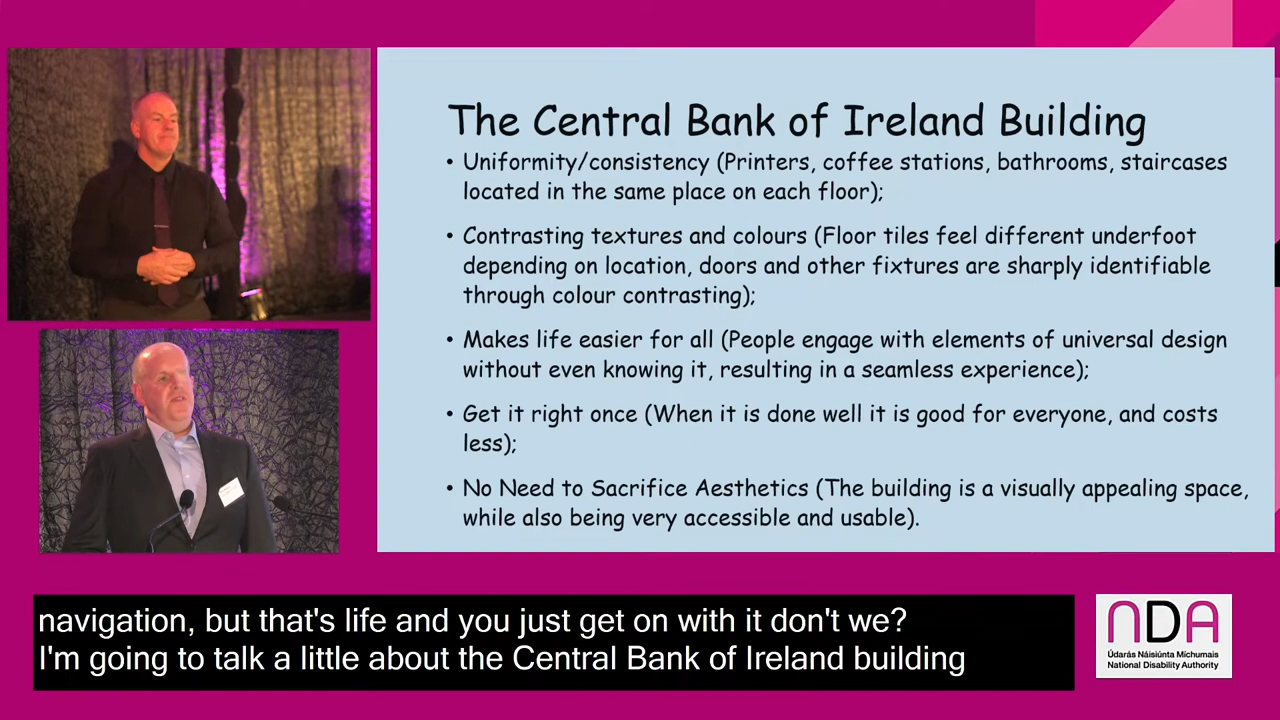 The Central Bank of Ireland Building
• Uniformity/consistency (Printers, coffee stations, bathrooms, staircases
located in the same place on each floor);
• Contrasting textures and colours (Floor tiles feel different underfoot
depending on location, doors and other fixtures are sharply identifiable
through colour contrasting);
• Makes life easier for all (People engage with elements of universal design
without even knowing it, resulting in a seamless experience);
• Get it right once (When it is done well it is good for everyone, and costs
less);
• No Need to Sacrifice Aesthetics (The building is a visually appealing space,
while also being very accessible and usable).
navigation, but that's life and you just get on with it don't we?
I'm going to talk a little about the Central Bank of Ireland building
NDA
Údarás Náisiúnta Míchumais
National Disability Authority